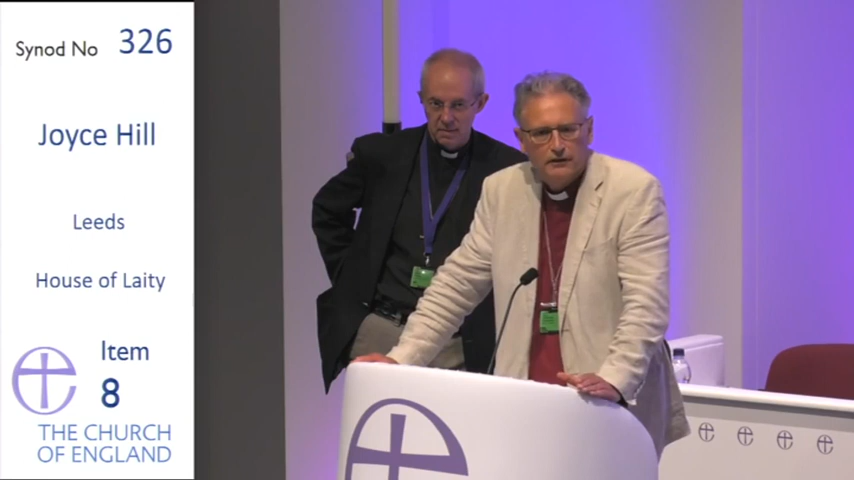 Synod No 326
Joyce Hill
Leeds
House of Laity
Item
8
THE CHURCH
OF ENGLAND